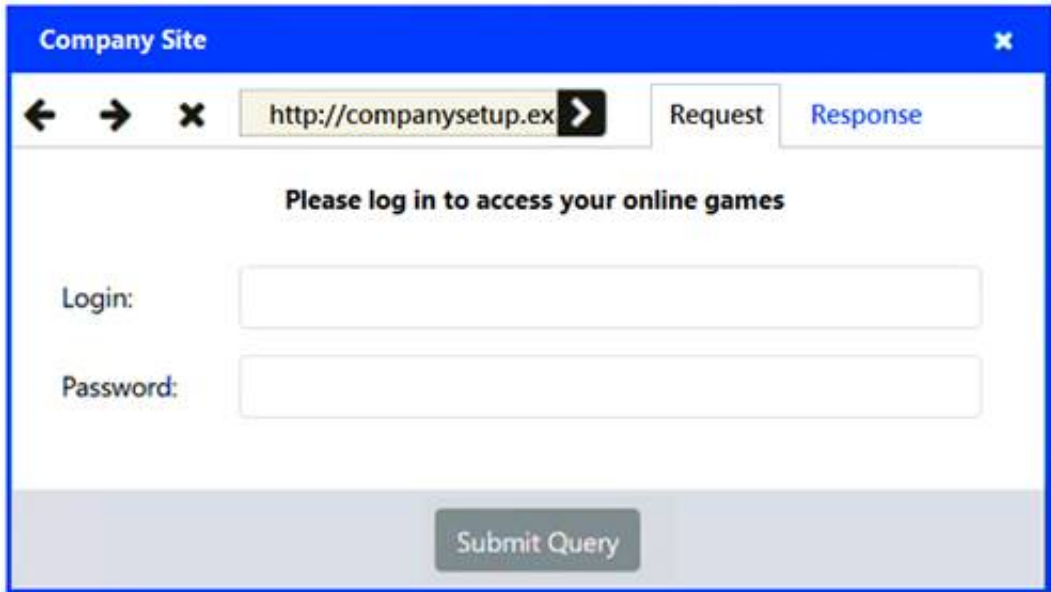 Company Site
http://companysetup.ex Request Response
Please log in to access your online games
Login:
Password:
Submit Query